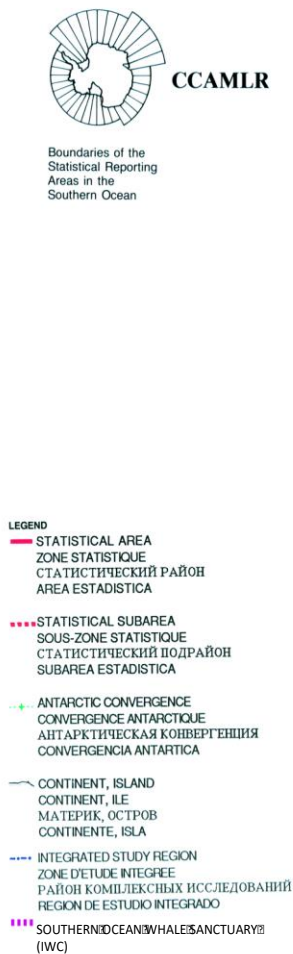 CCAMLR
Boundaries of the
Statistical Reporting
Areas in the
Southern Ocean
LEGEND
STATISTICAL AREA
ZONE STATISTIQUE
СТАТИСТИЧЕСКИЙ РАЙОН
AREA ESTADISTICA
STATISTICAL SUBAREA
SOUS-ZONE STATISTIQUE
СТАТИСТИЧЕСКИЙ ПОДРАЙОН
SUBAREA ESTADISTICA
ANTARCTIC CONVERGENCE
CONVERGENCE ANTARCTIQUE
АНТАРКТИЧЕСКАЯ КОНВЕРГЕНЦИЯ
CONVERGENCIA ANTARTICA
CONTINENT, ISLAND
CONTINENT, ILE
МАТЕРИК, ОСТРОВ
CONTINENTE, ISLA
INTEGRATED STUDY REGION
ZONE D'ETUDE INTEGREE
РАЙОН КОМПЛЕКСНЫХ ИССЛЕДОВАНИЙ
REGION DE ESTUDIO INTEGRADO
SOUTHERN⍰OCEAN⍰WHALE⍰SANCTUARY⍰
(IWC)